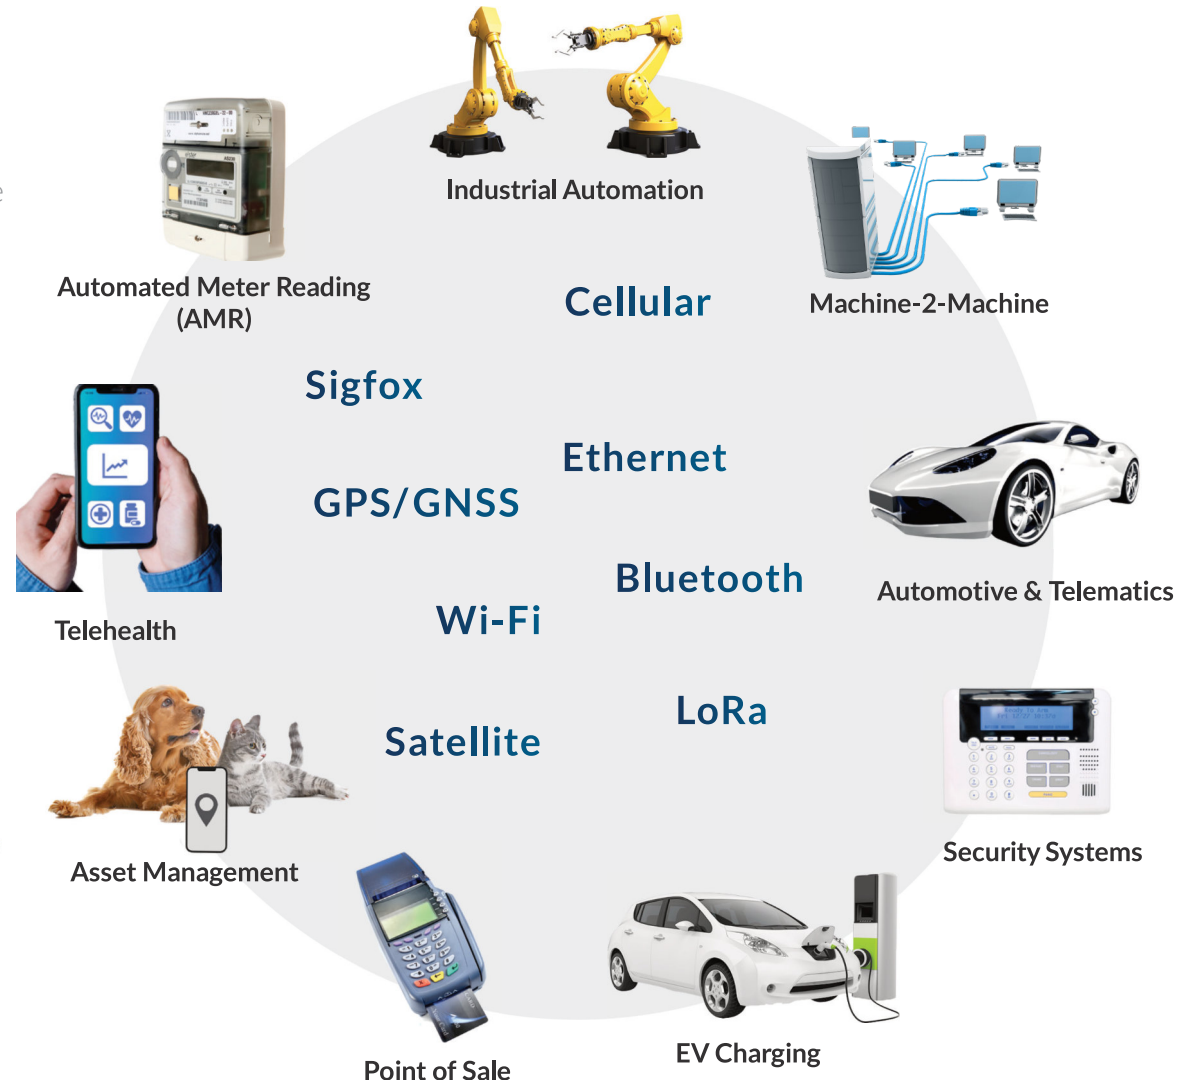 Industrial Automation
Automated Meter Reading
(AMR)
Machine-2-Machine
Cellular
Sigfox
Ethernet
GPS/GNSS
Bluetooth
Automotive & Telematics
Wi-Fi
Telehealth
LoRa
Satellite
Security Systems
Asset Management
EV Charging
Point of Sale